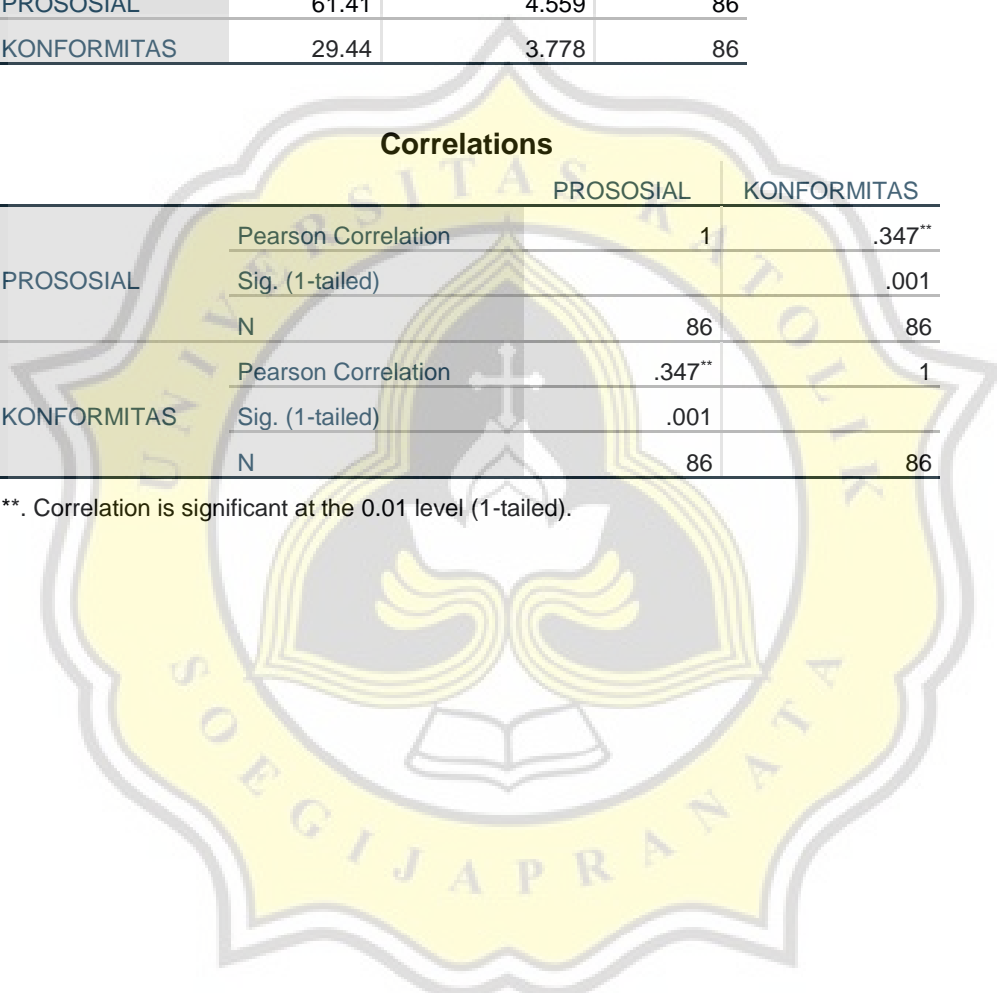 PROSOSIAL 61.41 4.559 86
KONFORMITAS 29.44 3.778 86
Correlations
PROSOSIAL KONFORMITAS
PROSOSIAL Pearson Correlation 1 .347**
Sig. (1-tailed) .001
N 86 86
KONFORMITAS Pearson Correlation .347** 1
Sig. (1-tailed) .001
N 86 86
**. Correlation is significant at the 0.01 level (1-tailed).
UNIVERSITAS KATOLIK
SOEGIJAPRANATA